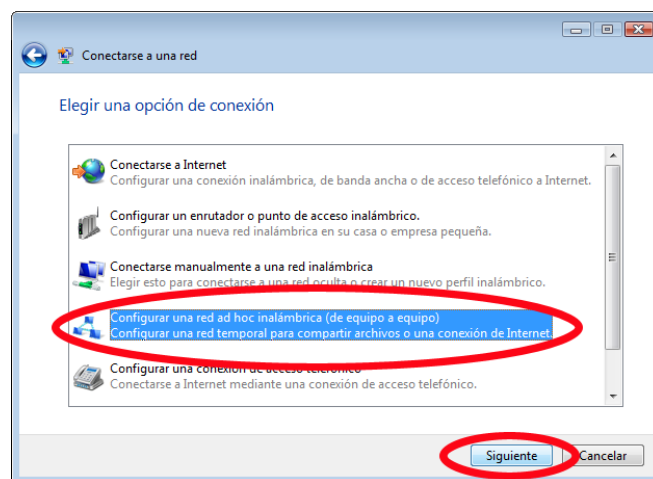 Conectarse a una red
Elegir una opción de conexión
Conectarse a Internet
Configurar una conexión inalámbrica, de banda ancha o de acceso telefónico a Internet.
Configurar un enrutador o punto de acceso inalámbrico.
Configurar una nueva red inalámbrica en su casa o empresa pequeña.
Conectarse manualmente a una red inalámbrica
Elegir esto para conectarse a una red oculta o crear un nuevo perfil inalámbrico.
Configurar una red ad hoc inalámbrica (de equipo a equipo)
Configurar una red temporal para compartir archivos o una conexión de Internet.
Configurar una conexión de acceso telefónico
Conectarse a Internet mediante una conexión de acceso telefónico.
Siguiente
Cancelar